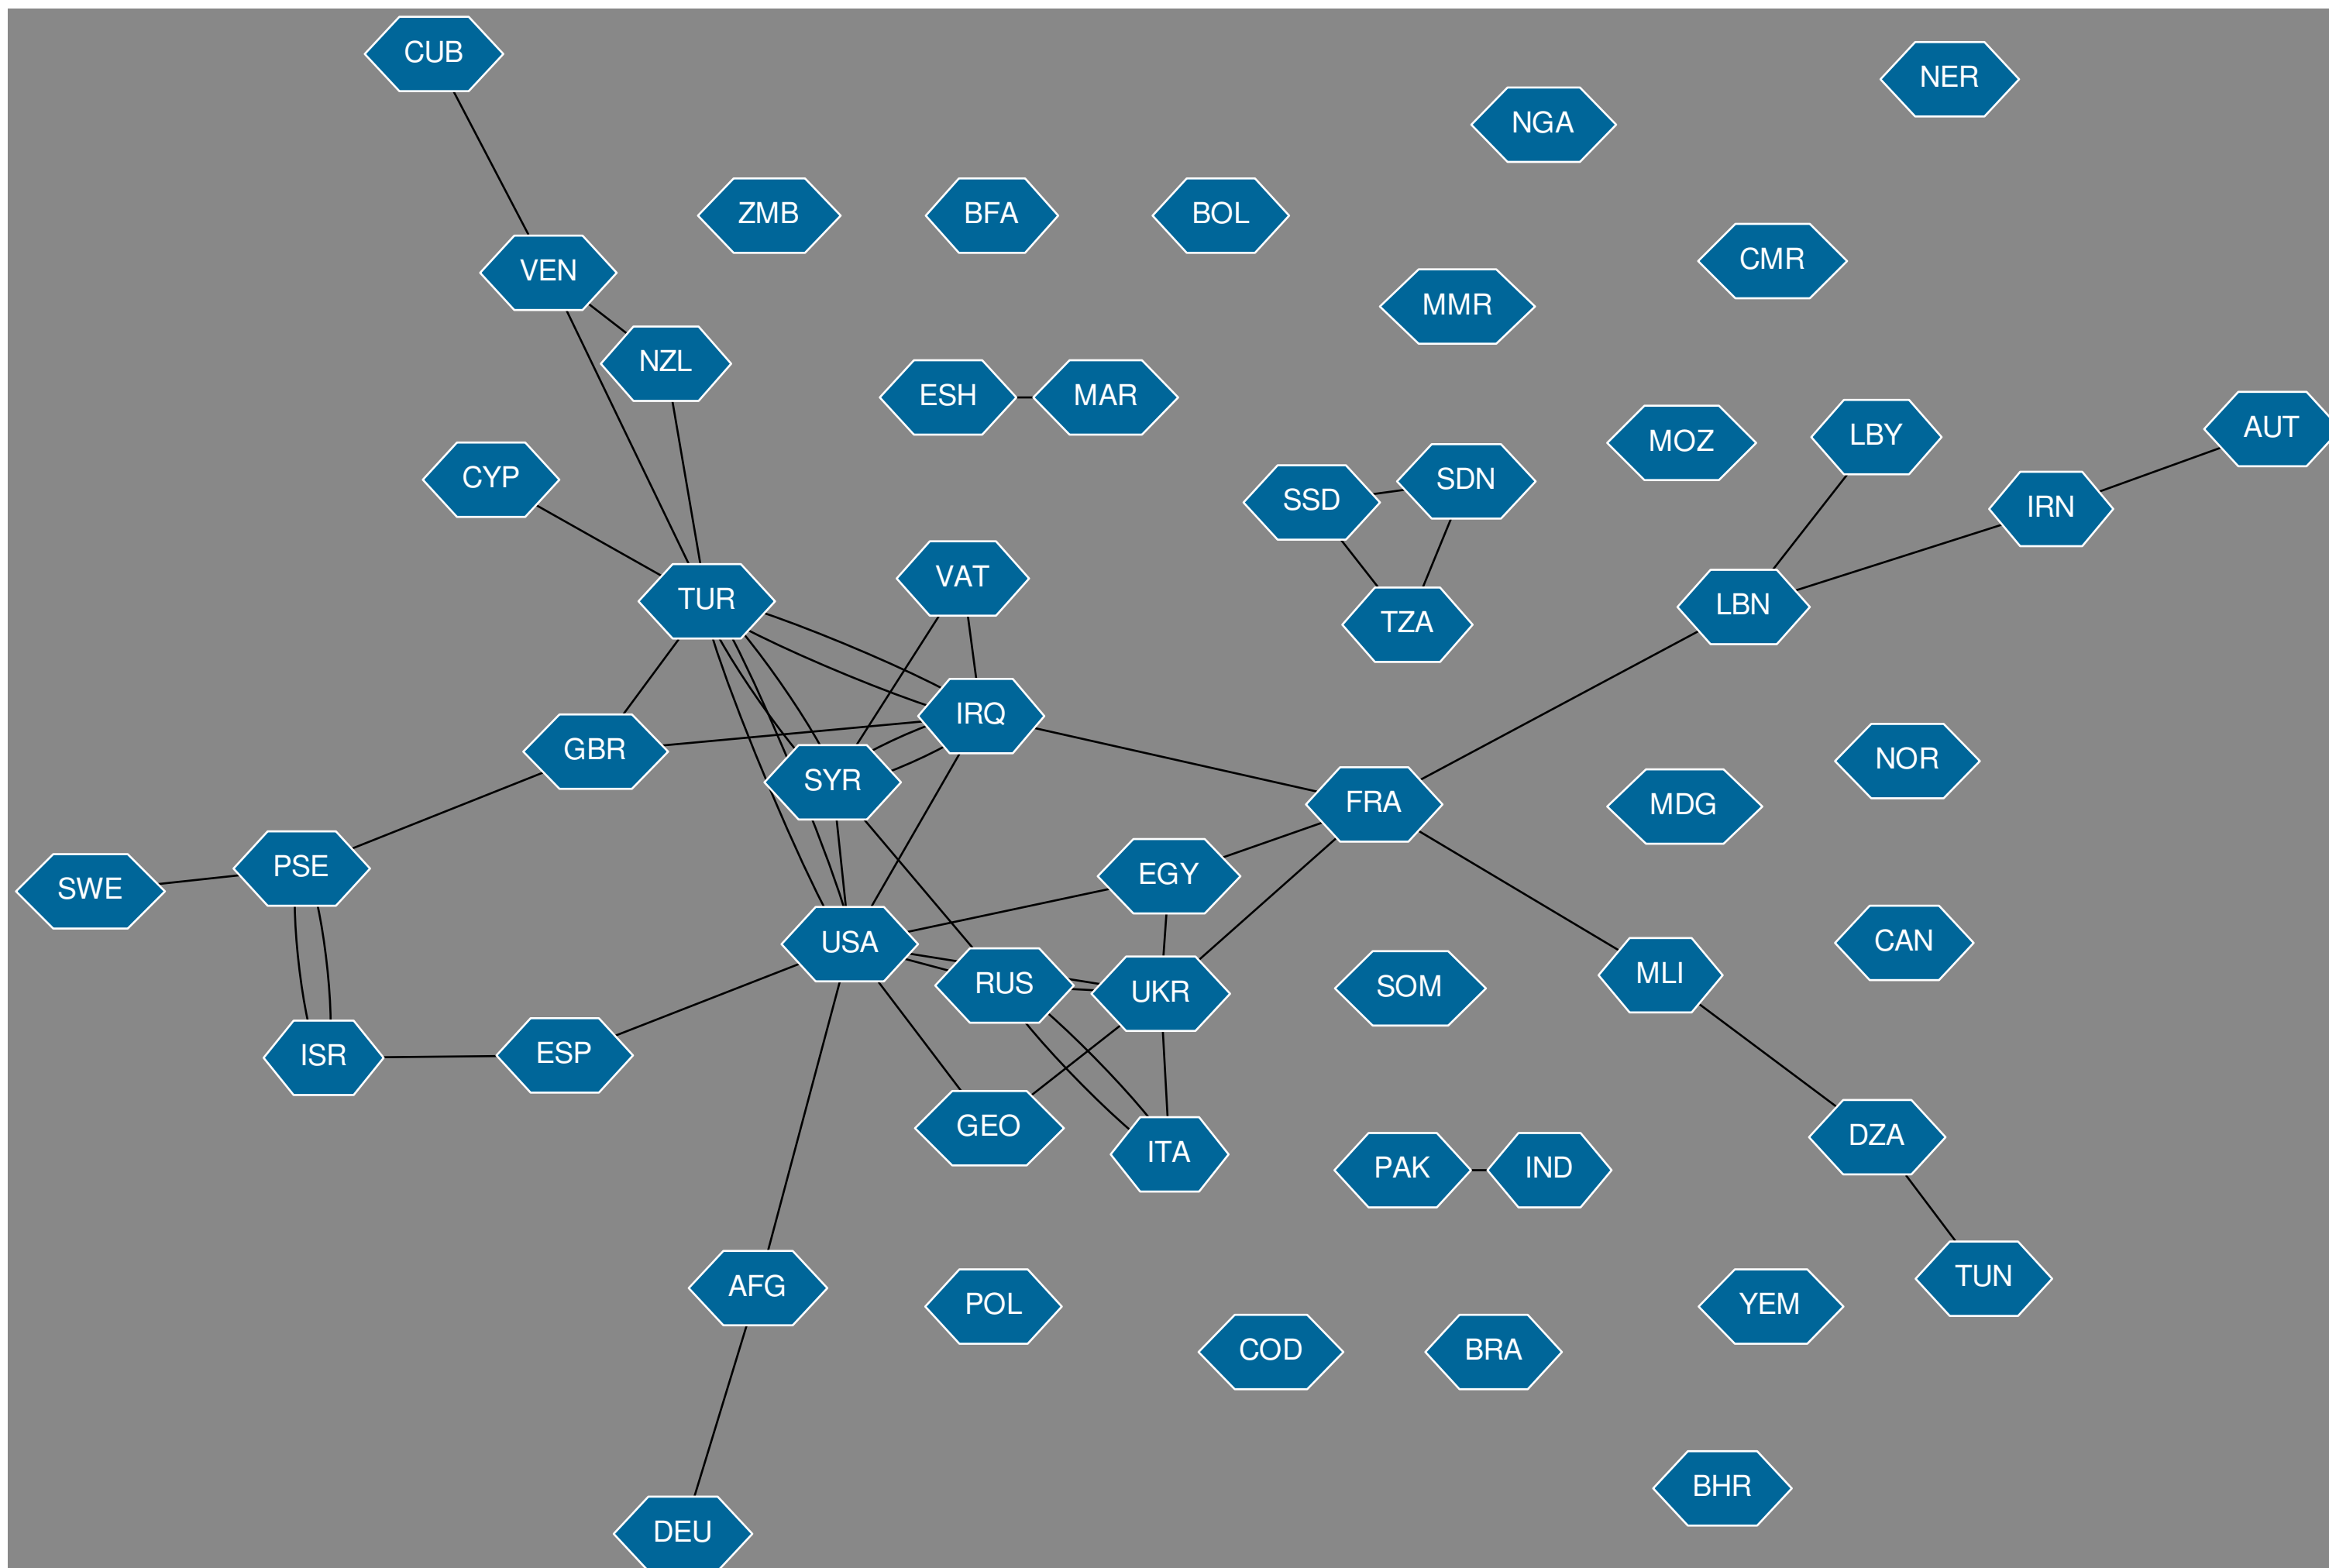 CUB
NER
NGA
ZMB
BFA
BOL
CMR
VEN
MMR
NZL
ESH
MAR
AUT
LBY
MOZ
CYP
SDN
SSD
IRN
VAT
TUR
LBN
TZA
IRQ
GBR
NOR
SYR
FRA
MDG
PSE
EGY
SWE
USA
CAN
MLI
RUS
UKR
SOM
ISR
ESP
GEO
DZA
ITA
PAK
IND
TUN
AFG
POL
YEM
COD
BRA
BHR
DEU